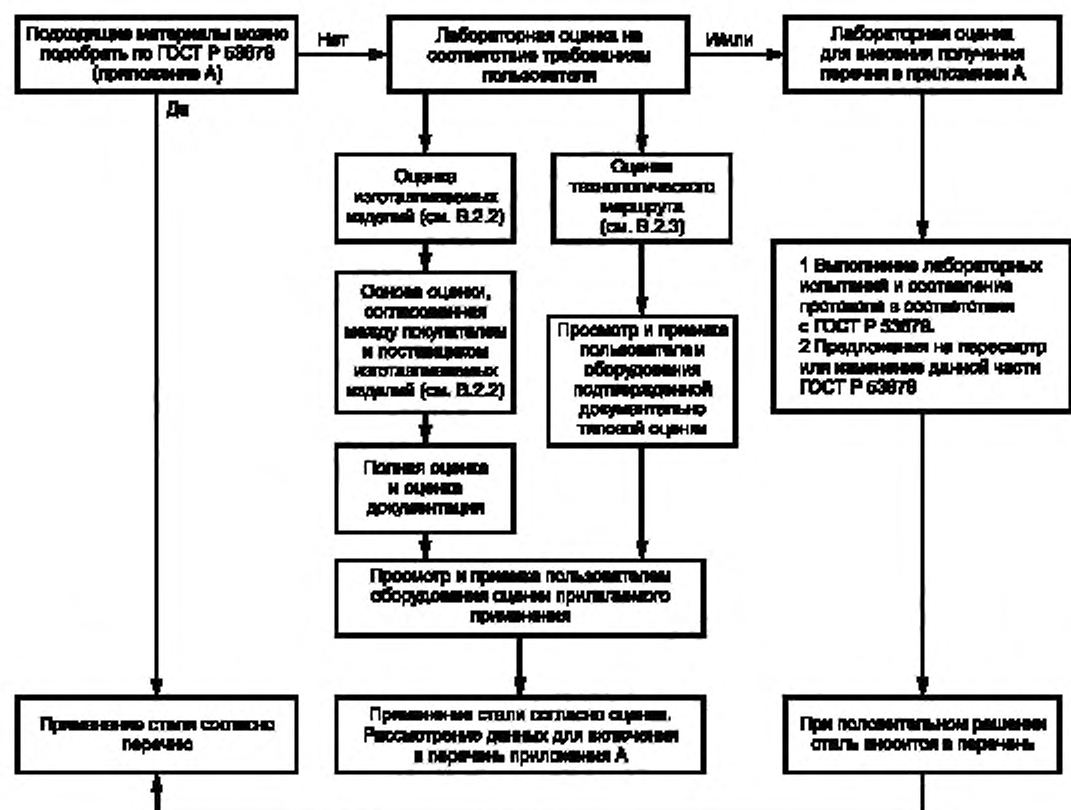 Подходящие материалы можно
подобрать по ГОСТ Р 53678
(приложение А)
Нет
Да
Лабораторная оценка на
соответствие требованиям
пользователя
И/или
Лабораторная оценка
для внесения получения
перечня в приложении А
Оценка
изготавливаемых
изделий (см. В.2.2)
Оценка
технологического
маршрута
(см. В.2.3)
Основа оценки,
согласованная
между покупателем
и поставщиком
изготавливаемых
изделий (см. В.2.2)
Просмотр и приемка
пользователем
оборудования
подтвержденной
документально
типовой оценки
1 Выполнение лабораторных
испытаний и составление
протокола в соответствии
с ГОСТ Р 53678.
2 Предложения на пересмотр
или изменение данной части
ГОСТ Р 53678
Полная оценка
и оценка
документации
Просмотр и приемка пользователем
оборудования оценки прилагаемого
применения
Применение стали согласно
перечню
Применение стали согласно оценке.
Рассмотрение данных для включения
в перечень приложения А
При положительном решении
сталь вносится в перечень